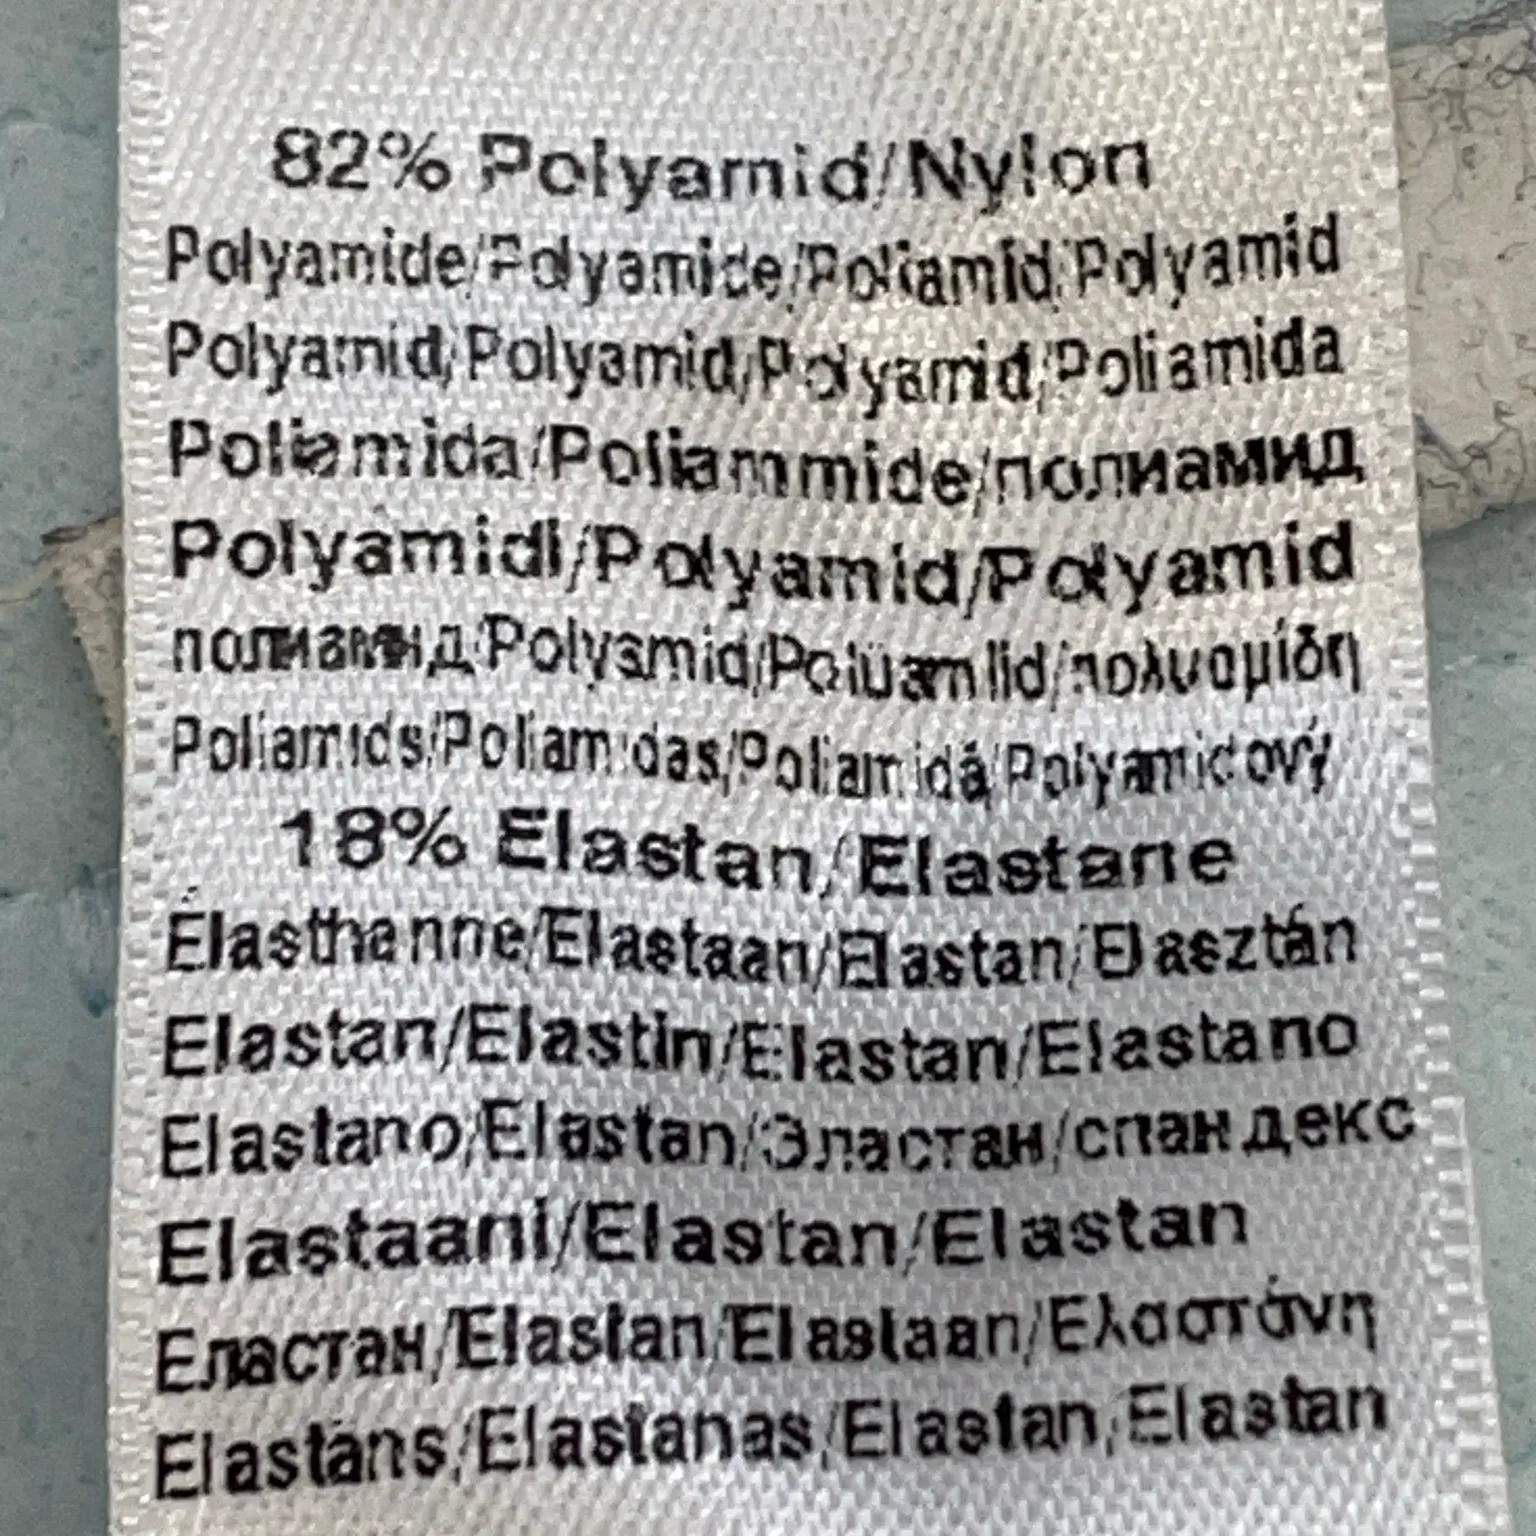 82% Polyamid/Nylon
Polyamide/Polyamide/Poliamid/Polyamid
Polyamid/Polyamid/Polyamid/Poliamida
Poliamida/Poliammide/полиамид
Polyamidi/Polyamid/Polyamid
полиамид/Polyamid/Polüamiid/πολυαμίδη
Poliamīds/Poliamidas/Poliamidă/Polyamidový
18% Elastan/Elastane
Élasthanne/Elastaan/Elastan/Elasztán
Elastan/Elastin/Elastan/Elastano
Elastano/Elastan/Эластан/спандекс
Elastaani/Elastan/Elastan
Еластан/Elastan/Elastaan/Ελαστάνη
Elastāns/Elastanas/Elastan/Elastan